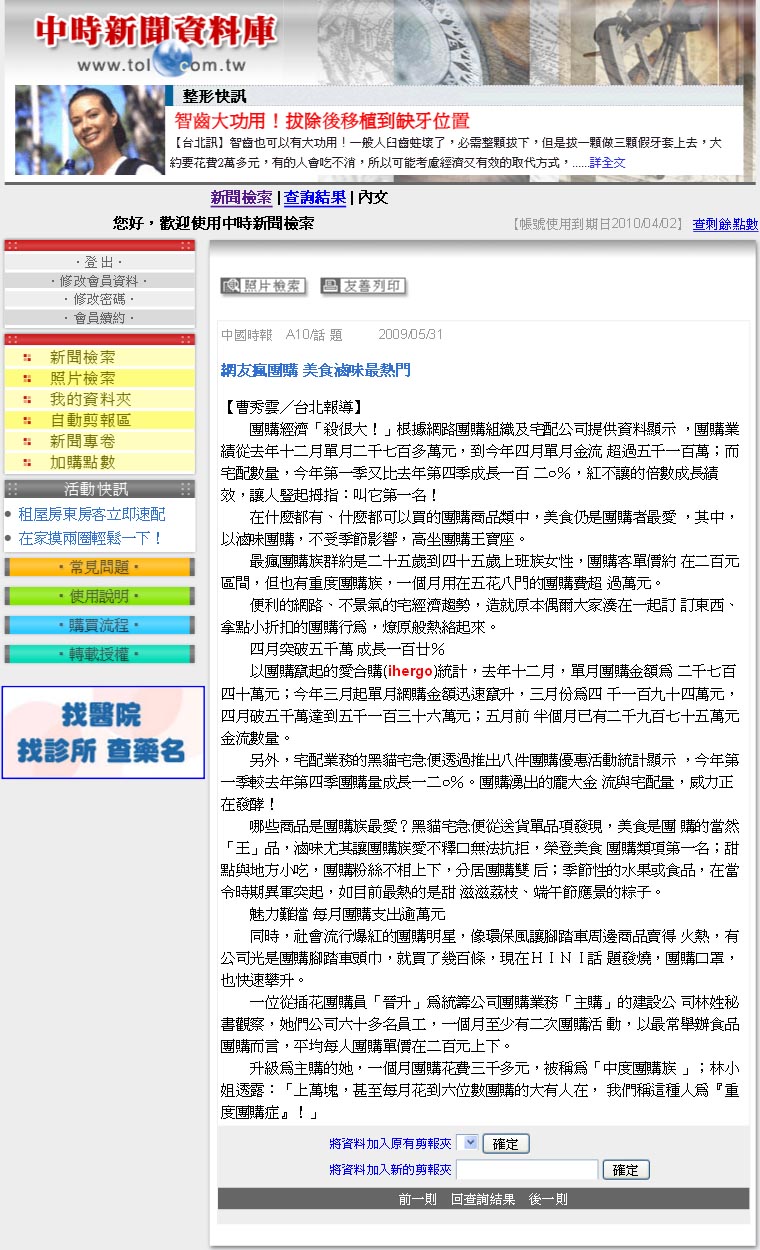 中時新聞資料庫
www.tol.com.tw
整形快訊
智齒大功用！拔除後移植到缺牙位置
【台北訊】智齒也可以有大功用！一般人臼齒蛀壞了，必需整顆拔下，但是拔一顆做三顆假牙套上去，大
約要花費2萬多元，有的人會吃不消，所以可能考慮經濟又有效的取代方式，......詳全文
新聞檢索 | 查詢結果 | 內文
您好，歡迎使用中時新聞檢索
【帳號使用到期日2010/04/02】 查剩餘點數
‧登 出‧
‧修改會員資料‧
‧修改密碼‧
‧會員續約‧
新聞檢索
照片檢索
我的資料夾
自動剪報區
新聞專卷
加購點數
活動快訊
租屋房東房客立即速配
在家摸兩圈輕鬆一下！
‧常見問題‧
‧使用說明‧
‧購買流程‧
‧轉載授權‧
找醫院
找診所 查藥名
照片檢索 友善列印
中國時報 A10/話 題 2009/05/31
網友瘋團購 美食滷味最熱門
【曹秀雲／台北報導】
團購經濟「殺很大！」根據網路團購組織及宅配公司提供資料顯示 ，團購業
績從去年十二月單月二千七百多萬元，到今年四月單月金流 超過五千一百萬；而
宅配數量，今年第一季又比去年第四季成長一百 二○％，紅不讓的倍數成長績
效，讓人豎起拇指：叫它第一名！
在什麼都有、什麼都可以買的團購商品類中，美食仍是團購者最愛 ，其中，
以滷味團購，不受季節影響，高坐團購王寶座。
最瘋團購族群約是二十五歲到四十五歲上班族女性，團購客單價約 在二百元
區間，但也有重度團購族，一個月用在五花八門的團購費超 過萬元。
便利的網路、不景氣的宅經濟趨勢，造就原本偶爾大家湊在一起訂 訂東西、
拿點小折扣的團購行為，燎原般熱絡起來。
四月突破五千萬 成長一百廿％
以團購竄起的愛合購(ihergo)統計，去年十二月，單月團購金額為 二千七百
四十萬元；今年三月起單月網購金額迅速竄升，三月份為四 千一百九十四萬元，
四月破五千萬達到五千一百三十六萬元；五月前 半個月已有二千九百七十五萬元
金流數量。
另外，宅配業務的黑貓宅急便透過推出八件團購優惠活動統計顯示 ，今年第
一季較去年第四季團購量成長一二○％。團購湧出的龐大金 流與宅配量，威力正
在發酵！
哪些商品是團購族最愛？黑貓宅急便從送貨單品項發現，美食是團 購的當然
「王」品，滷味尤其讓團購族愛不釋口無法抗拒，榮登美食 團購類項第一名；甜
點與地方小吃，團購粉絲不相上下，分居團購雙 后；季節性的水果或食品，在當
令時期異軍突起，如目前最熱的是甜 滋滋荔枝、端午節應景的粽子。
魅力難擋 每月團購支出逾萬元
同時，社會流行爆紅的團購明星，像環保風讓腳踏車周邊商品賣得 火熱，有
公司光是團購腳踏車頭巾，就買了幾百條，現在ＨＩＮＩ話 題發燒，團購口罩，
也快速攀升。
一位從插花團購員「晉升」為統籌公司團購業務「主購」的建設公 司林姓秘
書觀察，她們公司六十多名員工，一個月至少有二次團購活 動，以最常舉辦食品
團購而言，平均每人團購單價在二百元上下。
升級為主購的她，一個月團購花費三千多元，被稱為「中度團購族 」；林小
姐透露：「上萬塊，甚至每月花到六位數團購的大有人在， 我們稱這種人為『重
度團購症』！」
將資料加入原有剪報夾 確定
將資料加入新的剪報夾 確定
前一則 回查詢結果 後一則